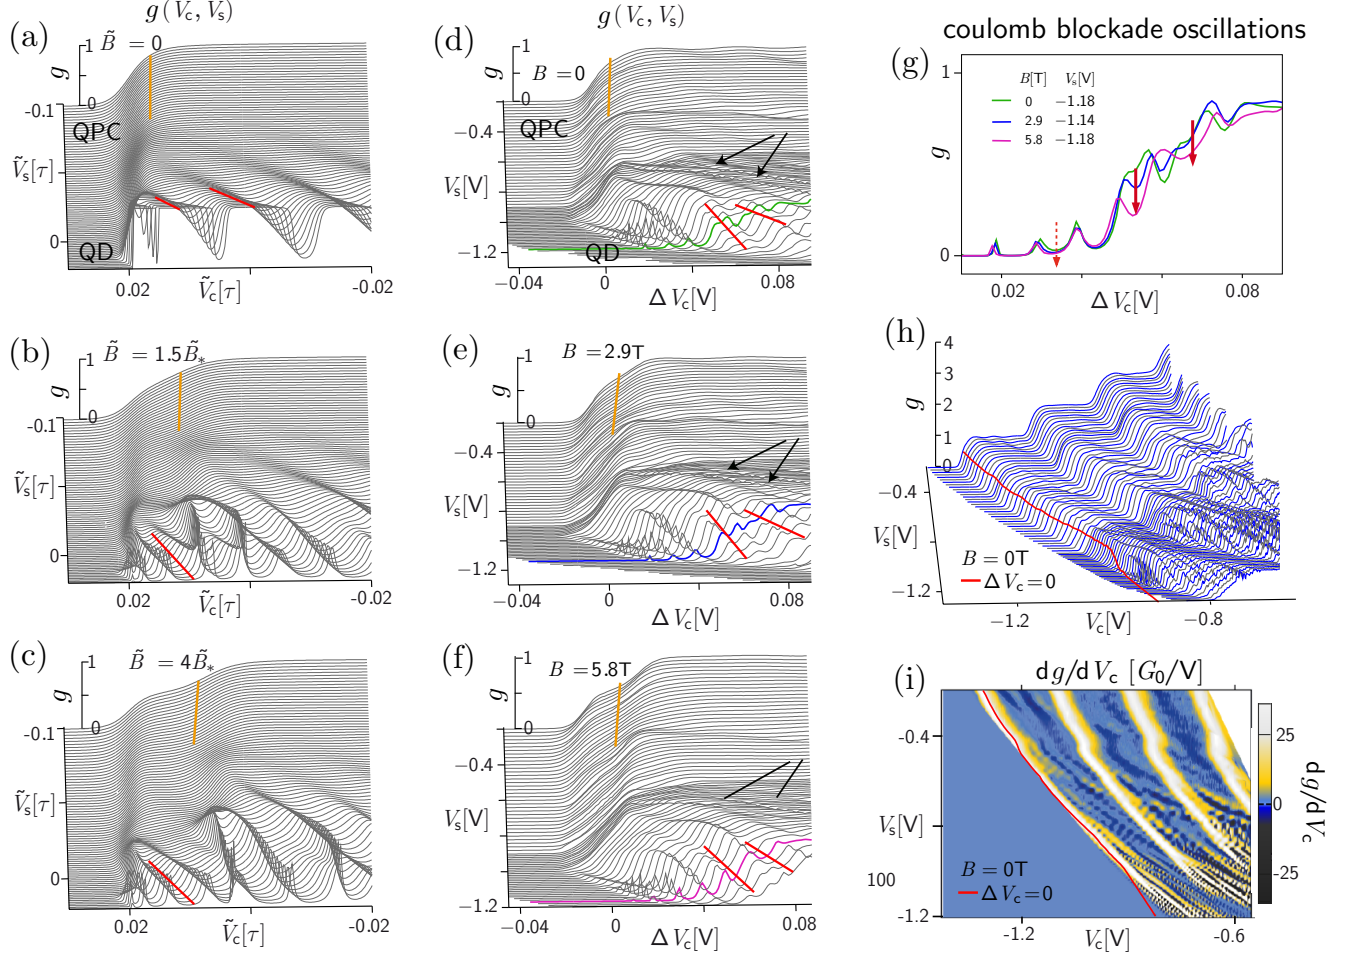 g(V_c, V_s)
(a)
B̃ = 0
1
g
0
-0.1
QPC
Ṽ_s[τ]
0
QD
0.02
Ṽ_c[τ]
-0.02
(b)
B̃ = 1.5B̃_*
1
g
0
-0.1
Ṽ_s[τ]
0
0.02
Ṽ_c[τ]
-0.02
(c)
B̃ = 4B̃_*
1
g
0
-0.1
Ṽ_s[τ]
0
0.02
Ṽ_c[τ]
-0.02
g(V_c, V_s)
(d)
1
g
B = 0
0
QPC
−0.4
V_s[V]
−1.2
QD
−0.04
0
0.08
Δ V_c[V]
(e)
B = 2.9T
1
g
0
−0.4
V_s[V]
−1.2
−0.04
0
0.08
Δ V_c[V]
(f)
B = 5.8T
1
g
0
−0.4
V_s[V]
−1.2
−0.04
0
0.08
Δ V_c[V]
coulomb blockade oscillations
(g)
1
B[T] V_s[V]
0 −1.18
2.9 −1.14
5.8 −1.18
g
0
0.02
Δ V_c[V]
0.08
(h)
4
3
2
1
0
g
−0.4
V_s[V]
−1.2
B = 0T
Δ V_c = 0
−1.2
V_c[V]
−0.8
(i)
dg/dV_c [G_0/V]
-0.4
V_s[V]
100
-1.2
B = 0T
Δ V_c = 0
-1.2
V_c[V]
-0.6
25
0
-25
dg/dV_c